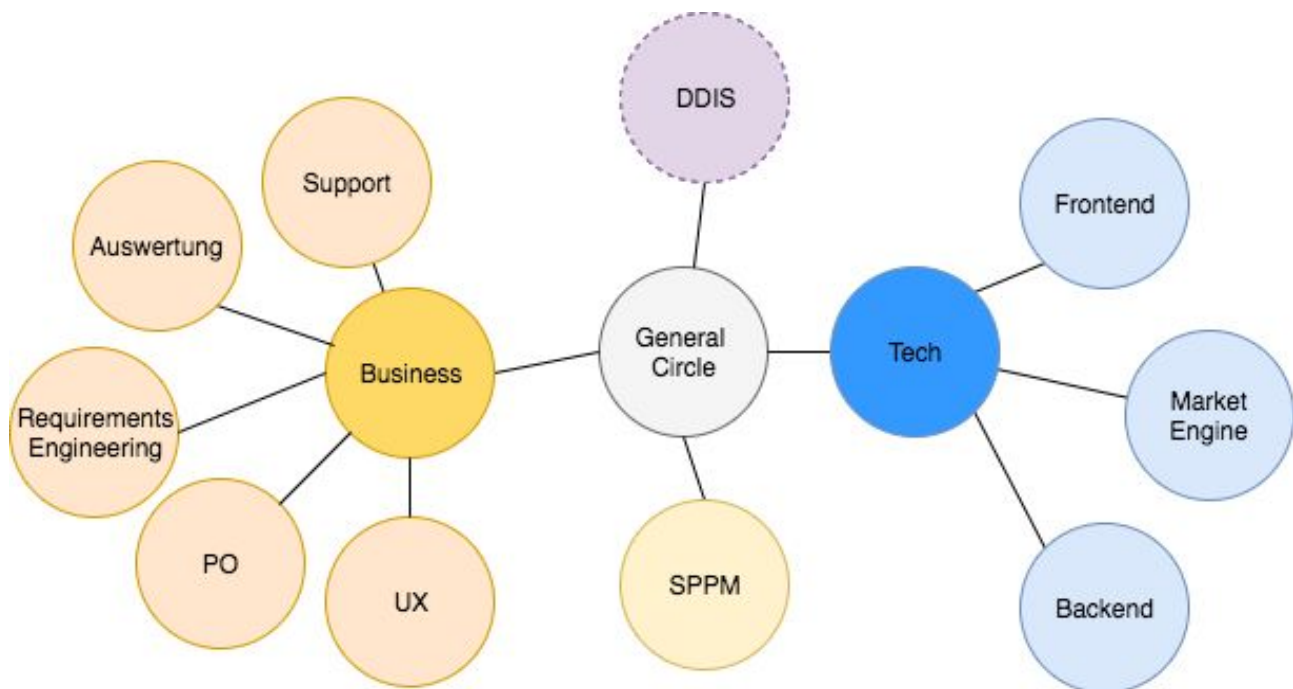 DDIS
Support
Frontend
Auswertung
General
Circle
Tech
Business
Requirements
Engineering
Market
Engine
PO
UX
SPPM
Backend